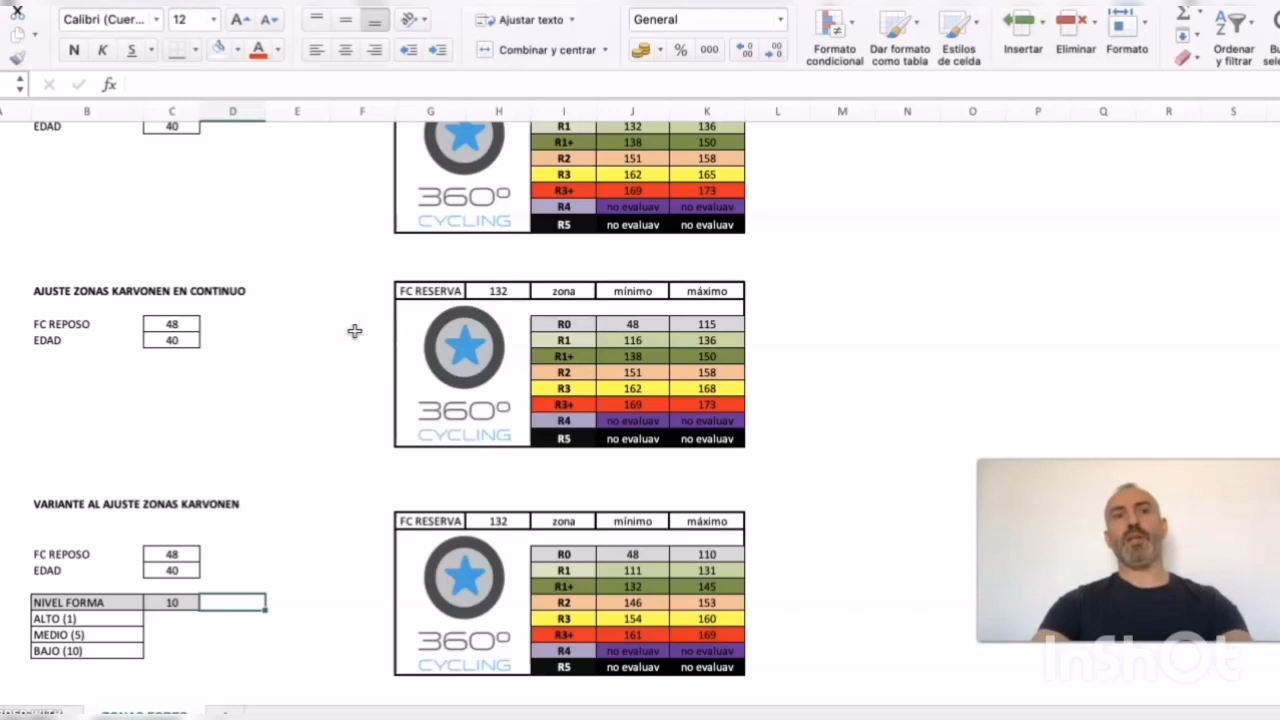 Calibri (Cuer... 12 Ajustar texto General
N K S Combinar y centrar % 000 Formato condicional Dar formato como tabla Estilos de celda Insertar Eliminar Formato Ordenar y filtrar
fx
B C D E F G H I J K L M N O P Q R S
EDAD 40 R1 132 136
R1+ 138 150
R2 151 158
R3 162 165
R3+ 169 173
360º R4 no evaluav no evaluav
CYCLING R5 no evaluav no evaluav
AJUSTE ZONAS KARVONEN EN CONTINUO FC RESERVA 132 zona mínimo máximo
FC REPOSO 48 R0 48 115
EDAD 40 R1 116 136
R1+ 138 150
R2 151 158
R3 162 168
360º R3+ 169 173
R4 no evaluav no evaluav
CYCLING R5 no evaluav no evaluav
VARIANTE AL AJUSTE ZONAS KARVONEN
FC RESERVA 132 zona mínimo máximo
FC REPOSO 48 R0 48 110
EDAD 40 R1 111 131
R1+ 132 145
NIVEL FORMA 10 R2 146 153
ALTO (1) R3 154 160
MEDIO (5) 360º R3+ 161 169
BAJO (10) R4 no evaluav no evaluav
CYCLING R5 no evaluav no evaluav
InShOt